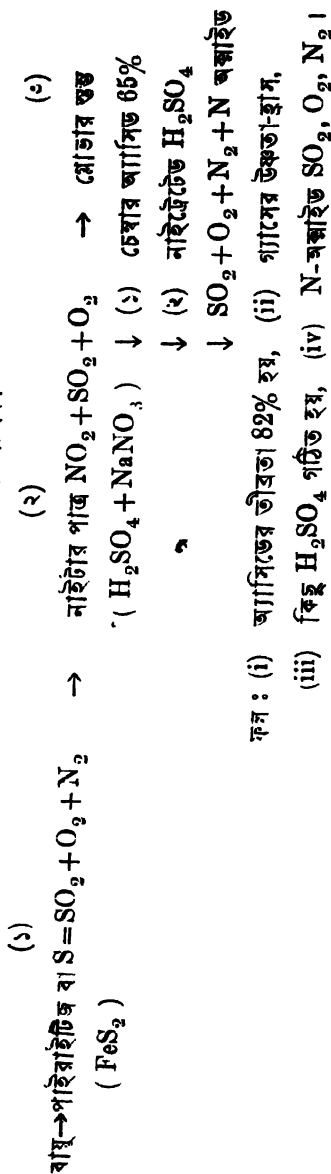 (১) (২) (৩)
বায়ু→পাইরাইটিজ বা S=SO₂+O₂+N₂ → নাইটার পাত্র NO₂+SO₂+O₂ → গ্লোভার স্তম্ভ
(FeS₂) (H₂SO₄+NaNO₃) ↓ (১) চেম্বার অ্যাসিড 65%
↓ (২) নাইট্রেটেড H₂SO₄
↓ SO₂+O₂+N₂+N অক্সাইড
ফল : (i) অ্যাসিডের তীব্রতা 82% হয়, (ii) গ্যাসের উষ্ণতা-হ্রাস,
(iii) কিছু H₂SO₄ গঠিত হয়, (iv) N-অক্সাইড SO₂, O₂, N₂।